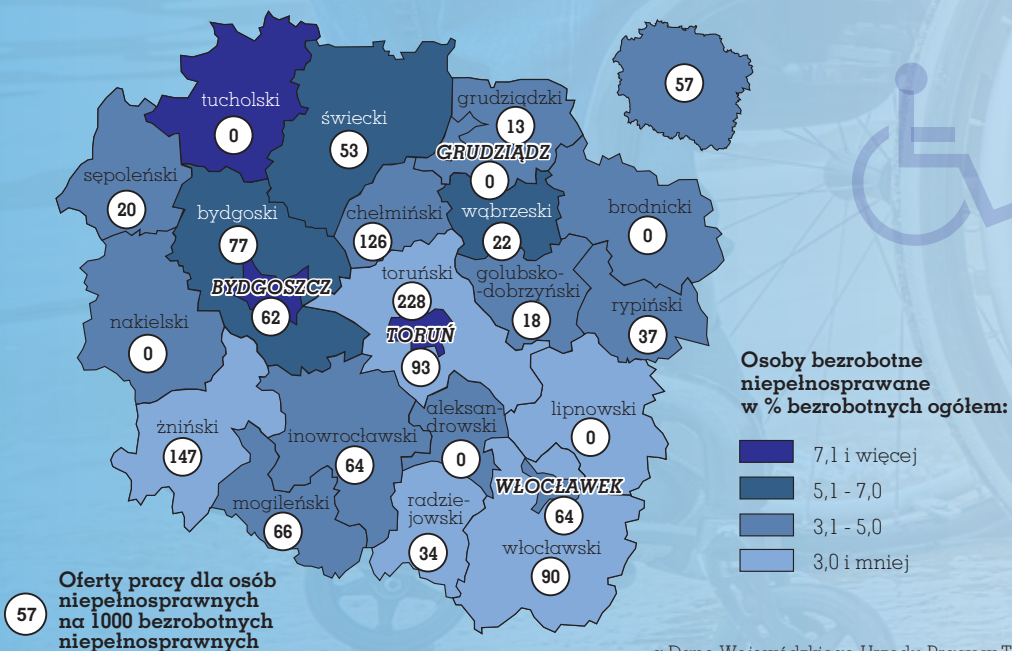 57
tucholski
0
świecki
53
grudziądzki
13
GRUDZIĄDZ
0
sępoleński
20
bydgoski
77
chełmiński
126
wąbrzeski
22
brodnicki
0
BYDGOSZCZ
62
toruński
228
golubsko-
-dobrzyński
18
TORUŃ
93
rypiński
37
nakielski
0
żniński
147
inowrocławski
64
aleksan-
drowski
0
lipnowski
0
mogileński
66
radzie-
jowski
34
WŁOCŁAWEK
64
włocławski
90
Osoby bezrobotne
niepełnosprawane
w % bezrobotnych ogółem:
7,1 i więcej
5,1 - 7,0
3,1 - 5,0
3,0 i mniej
57
Oferty pracy dla osób
niepełnosprawnych
na 1000 bezrobotnych
niepełnosprawnych